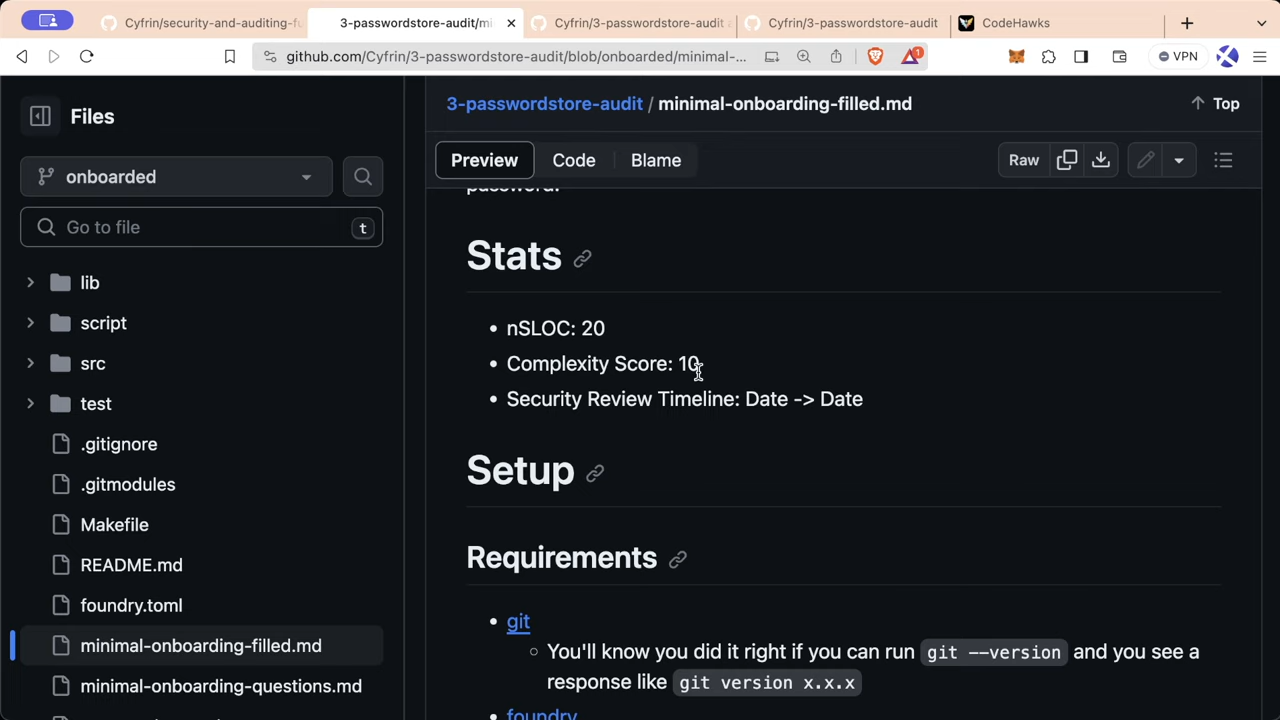 Cyfrin/security-and-auditing-fu
3-passwordstore-audit/mi
Cyfrin/3-passwordstore-audit a
Cyfrin/3-passwordstore-audit
CodeHawks
github.com/Cyfrin/3-passwordstore-audit/blob/onboarded/minimal-...
1
VPN
Files
onboarded
Go to file
t
lib
script
src
test
.gitignore
.gitmodules
Makefile
README.md
foundry.toml
minimal-onboarding-filled.md
minimal-onboarding-questions.md
3-passwordstore-audit / minimal-onboarding-filled.md
Top
Preview
Code
Blame
Raw
password.
Stats
• nSLOC: 20
• Complexity Score: 10
• Security Review Timeline: Date -> Date
Setup
Requirements
• git
You'll know you did it right if you can run git --version and you see a
response like git version x.x.x
• foundry